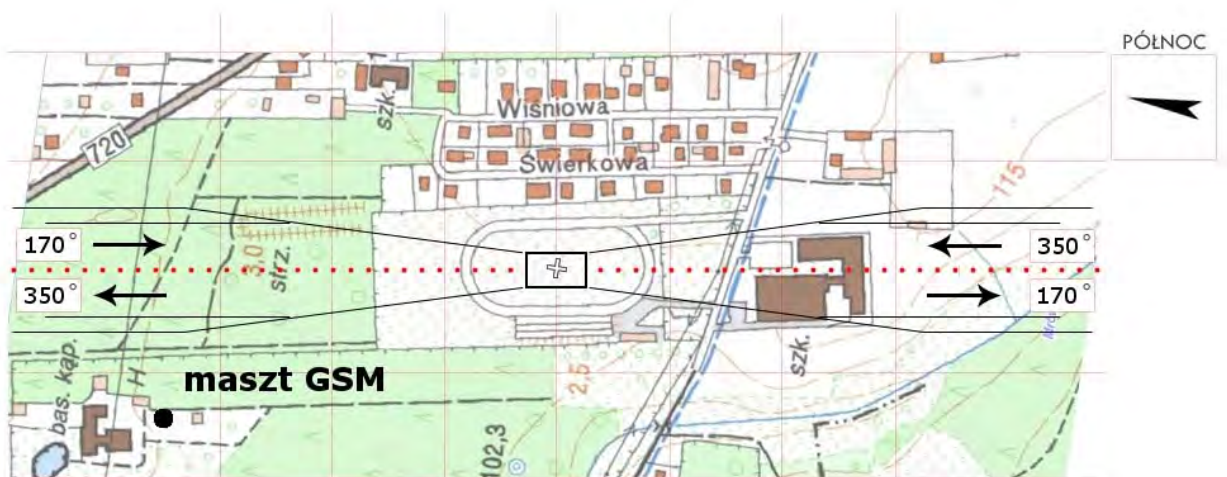 PÓŁNOC
szk.
Wiśniowa
720
Świerkowa
115
170°
350°
3,0
strz.
350°
170°
maszt GSM
bas. kąp.
H
2,5
szk.
102,3